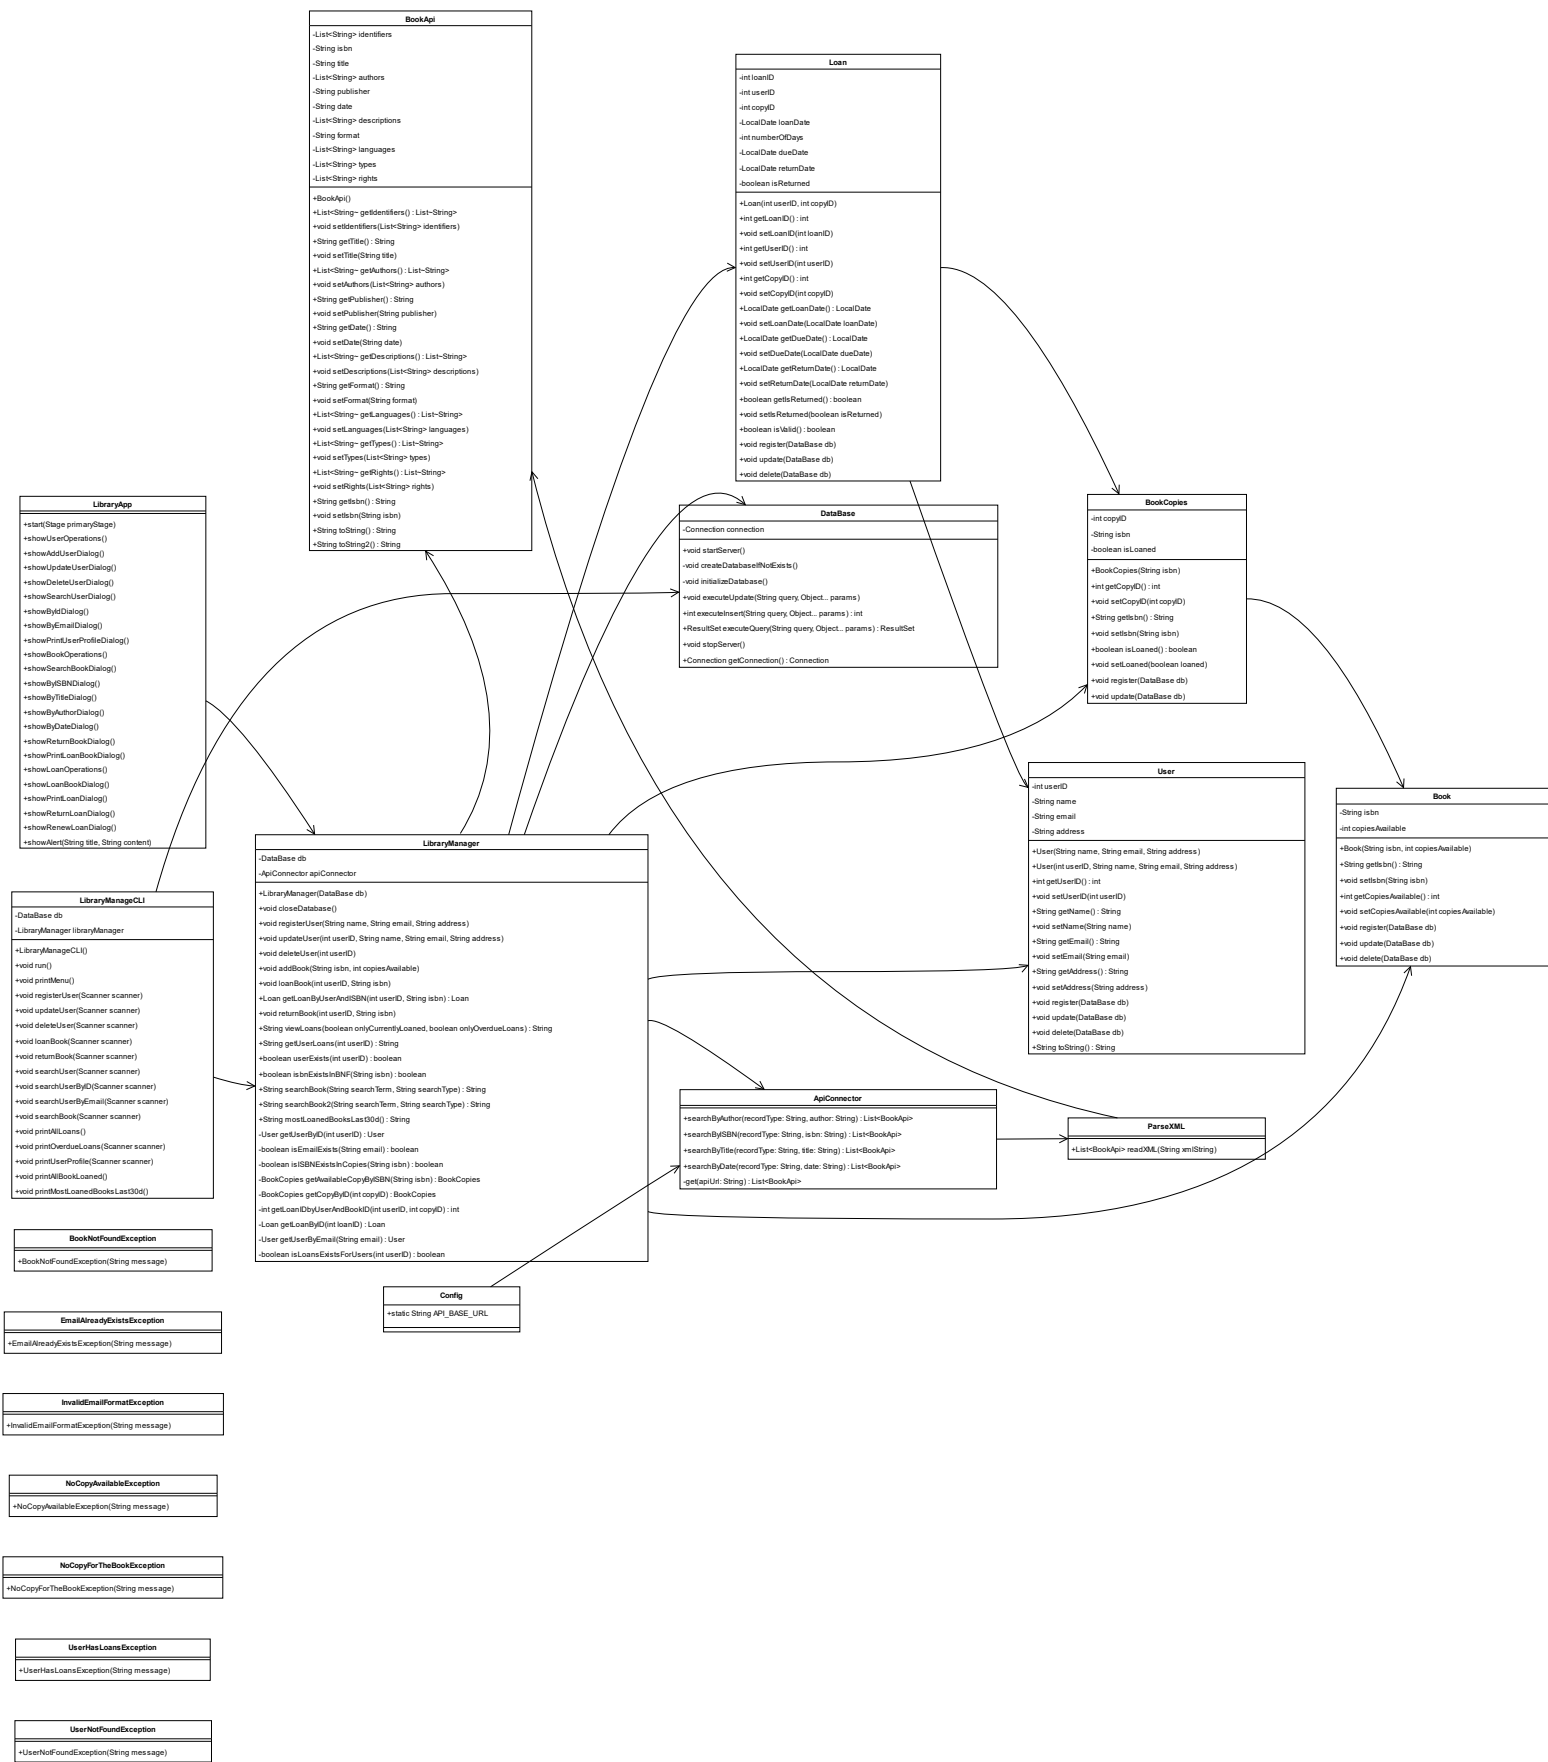 BookApi
-List<String> identifiers
-String isbn
-String title
-List<String> authors
-String publisher
-String date
-List<String> descriptions
-String format
-List<String> languages
-List<String> types
-List<String> rights
+BookApi()
+List<String~ getIdentifiers() : List~String>
+void setIdentifiers(List<String> identifiers)
+String getTitle() : String
+void setTitle(String title)
+List<String~ getAuthors() : List~String>
+void setAuthors(List<String> authors)
+String getPublisher() : String
+void setPublisher(String publisher)
+String getDate() : String
+void setDate(String date)
+List<String~ getDescriptions() : List~String>
+void setDescriptions(List<String> descriptions)
+String getFormat() : String
+void setFormat(String format)
+List<String~ getLanguages() : List~String>
+void setLanguages(List<String> languages)
+List<String~ getTypes() : List~String>
+void setTypes(List<String> types)
+List<String~ getRights() : List~String>
+void setRights(List<String> rights)
+String getIsbn() : String
+void setIsbn(String isbn)
+String toString() : String
+String toString2() : String
Loan
-int loanID
-int userID
-int copyID
-LocalDate loanDate
-int numberOfDays
-LocalDate dueDate
-LocalDate returnDate
-boolean isReturned
+Loan(int userID, int copyID)
+int getLoanID() : int
+void setLoanID(int loanID)
+int getUserID() : int
+void setUserID(int userID)
+int getCopyID() : int
+void setCopyID(int copyID)
+LocalDate getLoanDate() : LocalDate
+void setLoanDate(LocalDate loanDate)
+LocalDate getDueDate() : LocalDate
+void setDueDate(LocalDate dueDate)
+LocalDate getReturnDate() : LocalDate
+void setReturnDate(LocalDate returnDate)
+boolean getIsReturned() : boolean
+void setIsReturned(boolean isReturned)
+boolean isValid() : boolean
+void register(DataBase db)
+void update(DataBase db)
+void delete(DataBase db)
LibraryApp
+start(Stage primaryStage)
+showUserOperations()
+showAddUserDialog()
+showUpdateUserDialog()
+showDeleteUserDialog()
+showSearchUserDialog()
+showByIdDialog()
+showByEmailDialog()
+showPrintUserProfileDialog()
+showBookOperations()
+showSearchBookDialog()
+showByISBNDialog()
+showByTitleDialog()
+showByAuthorDialog()
+showByDateDialog()
+showReturnBookDialog()
+showPrintLoanBookDialog()
+showLoanOperations()
+showLoanBookDialog()
+showPrintLoanDialog()
+showReturnLoanDialog()
+showRenewLoanDialog()
+showAlert(String title, String content)
DataBase
-Connection connection
+void startServer()
-void createDatabaseIfNotExists()
-void initializeDatabase()
+void executeUpdate(String query, Object... params)
+int executeInsert(String query, Object... params) : int
+ResultSet executeQuery(String query, Object... params) : ResultSet
+void stopServer()
+Connection getConnection() : Connection
BookCopies
-int copyID
-String isbn
-boolean isLoaned
+BookCopies(String isbn)
+int getCopyID() : int
+void setCopyID(int copyID)
+String getIsbn() : String
+void setIsbn(String isbn)
+boolean isLoaned() : boolean
+void setLoaned(boolean loaned)
+void register(DataBase db)
+void update(DataBase db)
User
-int userID
-String name
-String email
-String address
+User(String name, String email, String address)
+User(int userID, String name, String email, String address)
+int getUserID() : int
+void setUserID(int userID)
+String getName() : String
+void setName(String name)
+String getEmail() : String
+void setEmail(String email)
+String getAddress() : String
+void setAddress(String address)
+void register(DataBase db)
+void update(DataBase db)
+void delete(DataBase db)
+String toString() : String
Book
-String isbn
-int copiesAvailable
+Book(String isbn, int copiesAvailable)
+String getIsbn() : String
+void setIsbn(String isbn)
+int getCopiesAvailable() : int
+void setCopiesAvailable(int copiesAvailable)
+void register(DataBase db)
+void update(DataBase db)
+void delete(DataBase db)
LibraryManager
-DataBase db
-ApiConnector apiConnector
+LibraryManager(DataBase db)
+void closeDatabase()
+void registerUser(String name, String email, String address)
+void updateUser(int userID, String name, String email, String address)
+void deleteUser(int userID)
+void addBook(String isbn, int copiesAvailable)
+void loanBook(int userID, String isbn)
+Loan getLoanByUserAndISBN(int userID, String isbn) : Loan
+void returnBook(int userID, String isbn)
+String viewLoans(boolean onlyCurrentlyLoaned, boolean onlyOverdueLoans) : String
+String getUserLoans(int userID) : String
+boolean userExists(int userID) : boolean
+boolean isbnExistsInBNF(String isbn) : boolean
+String searchBook(String searchTerm, String searchType) : String
+String searchBook2(String searchTerm, String searchType) : String
+String mostLoanedBooksLast30d() : String
-User getUserByID(int userID) : User
-boolean isEmailExists(String email) : boolean
-boolean isISBNExistsInCopies(String isbn) : boolean
-BookCopies getAvailableCopyByISBN(String isbn) : BookCopies
-BookCopies getCopyByID(int copyID) : BookCopies
-int getLoanIDbyUserAndBookID(int userID, int copyID) : int
-Loan getLoanByID(int loanID) : Loan
-User getUserByEmail(String email) : User
-boolean isLoansExistsForUsers(int userID) : boolean
LibraryManageCLI
-DataBase db
-LibraryManager libraryManager
+LibraryManageCLI()
+void run()
+void printMenu()
+void registerUser(Scanner scanner)
+void updateUser(Scanner scanner)
+void deleteUser(Scanner scanner)
+void loanBook(Scanner scanner)
+void returnBook(Scanner scanner)
+void searchUser(Scanner scanner)
+void searchUserByID(Scanner scanner)
+void searchUserByEmail(Scanner scanner)
+void searchBook(Scanner scanner)
+void printAllLoans()
+void printOverdueLoans(Scanner scanner)
+void printUserProfile(Scanner scanner)
+void printAllBookLoaned()
+void printMostLoanedBooksLast30d()
ApiConnector
+searchByAuthor(recordType: String, author: String) : List<BookApi>
+searchByISBN(recordType: String, isbn: String) : List<BookApi>
+searchByTitle(recordType: String, title: String) : List<BookApi>
+searchByDate(recordType: String, date: String) : List<BookApi>
-get(apiUrl: String) : List<BookApi>
ParseXML
+List<BookApi> readXML(String xmlString)
Config
+static String API_BASE_URL
BookNotFoundException
+BookNotFoundException(String message)
EmailAlreadyExistsException
+EmailAlreadyExistsException(String message)
InvalidEmailFormatException
+InvalidEmailFormatException(String message)
NoCopyAvailableException
+NoCopyAvailableException(String message)
NoCopyForTheBookException
+NoCopyForTheBookException(String message)
UserHasLoansException
+UserHasLoansException(String message)
UserNotFoundException
+UserNotFoundException(String message)